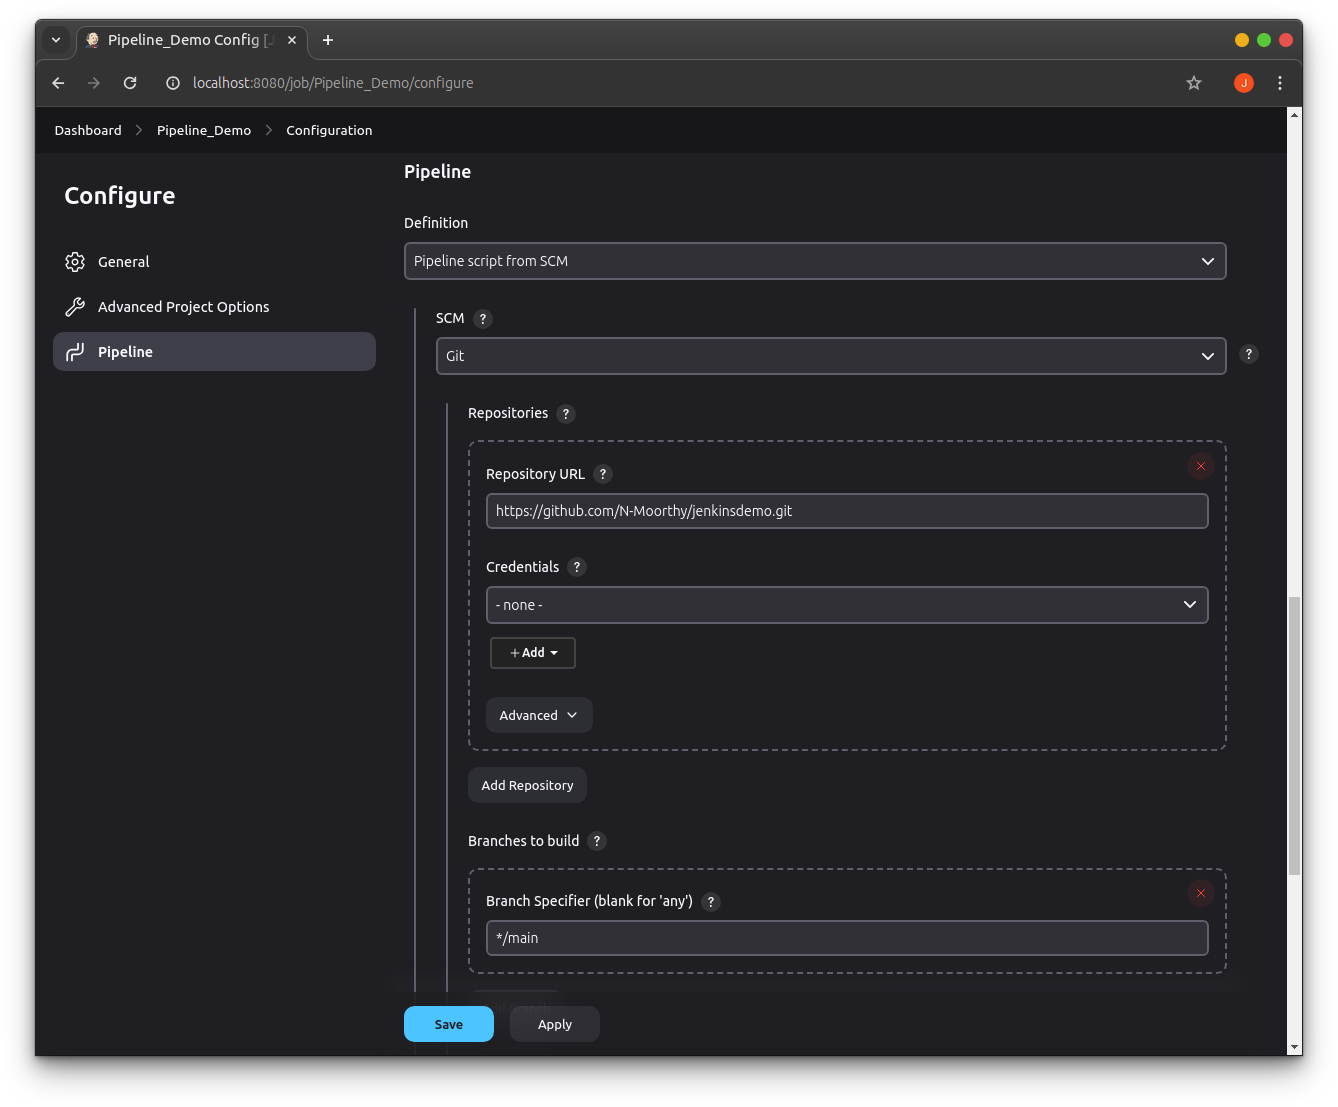 Pipeline_Demo Config [J
localhost:8080/job/Pipeline_Demo/configure
J
Dashboard
Pipeline_Demo
Configuration
Configure
General
Advanced Project Options
Pipeline
Pipeline
Definition
Pipeline script from SCM
SCM ?
Git
?
Repositories ?
Repository URL ?
https://github.com/N-Moorthy/jenkinsdemo.git
Credentials ?
- none -
+ Add
Advanced
Add Repository
Branches to build ?
Branch Specifier (blank for 'any') ?
*/main
Add Branch
Save
Apply